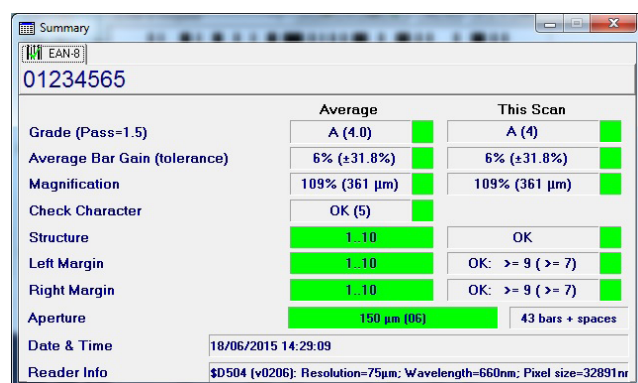 Summary
EAN-8
01234565
Average This Scan
Grade (Pass=1.5) A (4.0) A (4)
Average Bar Gain (tolerance) 6% (±31.8%) 6% (±31.8%)
Magnification 109% (361 µm) 109% (361 µm)
Check Character OK (5)
Structure 1..10 OK
Left Margin 1..10 OK: >= 9 ( >= 7)
Right Margin 1..10 OK: >= 9 ( >= 7)
Aperture 150 µm (06) 43 bars + spaces
Date & Time 18/06/2015 14:29:09
Reader Info $D504 (v0206): Resolution=75µm; Wavelength=660nm; Pixel size=32891nm